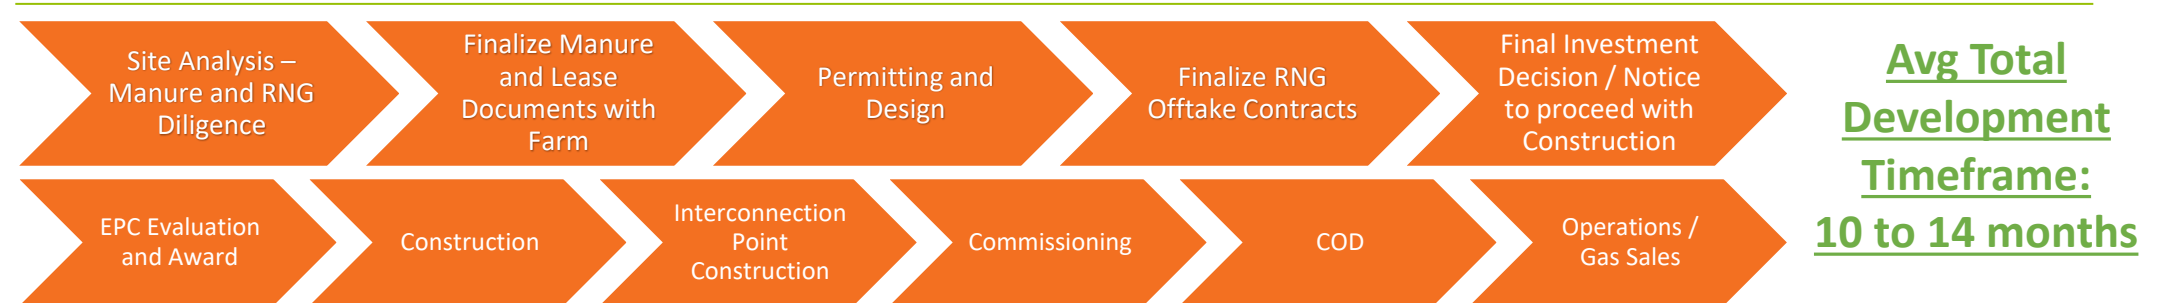 Site Analysis –
Manure and RNG
Diligence
Finalize Manure
and Lease
Documents with
Farm
Permitting and
Design
Finalize RNG
Offtake Contracts
Final Investment
Decision / Notice
to proceed with
Construction
EPC Evaluation
and Award
Construction
Interconnection
Point
Construction
Commissioning
COD
Operations /
Gas Sales
Avg Total
Development
Timeframe:
10 to 14 months